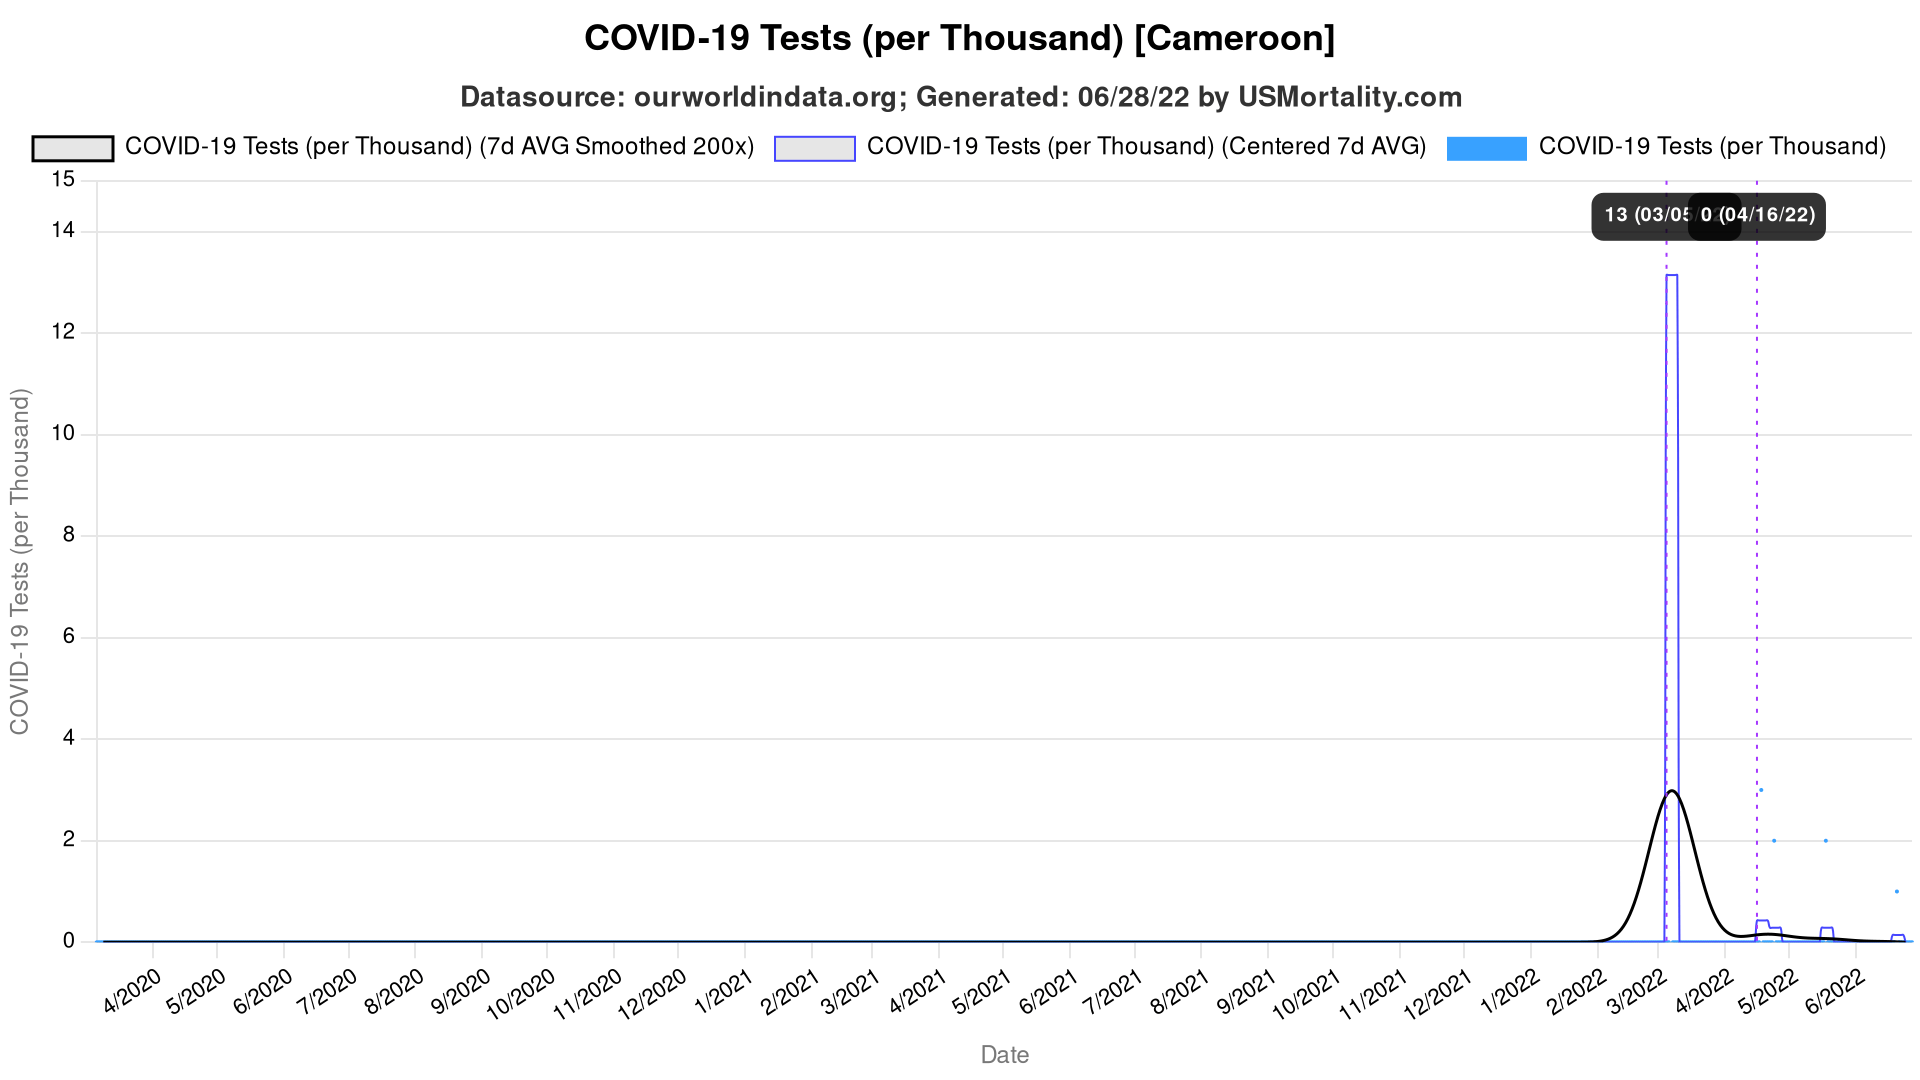 COVID-19 Tests (per Thousand) [Cameroon]
Datasource: ourworldindata.org; Generated: 06/28/22 by USMortality.com
COVID-19 Tests (per Thousand) (7d AVG Smoothed 200x) COVID-19 Tests (per Thousand) (Centered 7d AVG) COVID-19 Tests (per Thousand)
15
13 (03/05/ 0 (04/16/22)
14
12
10
8
6
4
2
0
COVID-19 Tests (per Thousand)
4/2020 5/2020 6/2020 7/2020 8/2020 9/2020 10/2020 11/2020 12/2020 1/2021 2/2021 3/2021 4/2021 5/2021 6/2021 7/2021 8/2021 9/2021 10/2021 11/2021 12/2021 1/2022 2/2022 3/2022 4/2022 5/2022 6/2022
Date